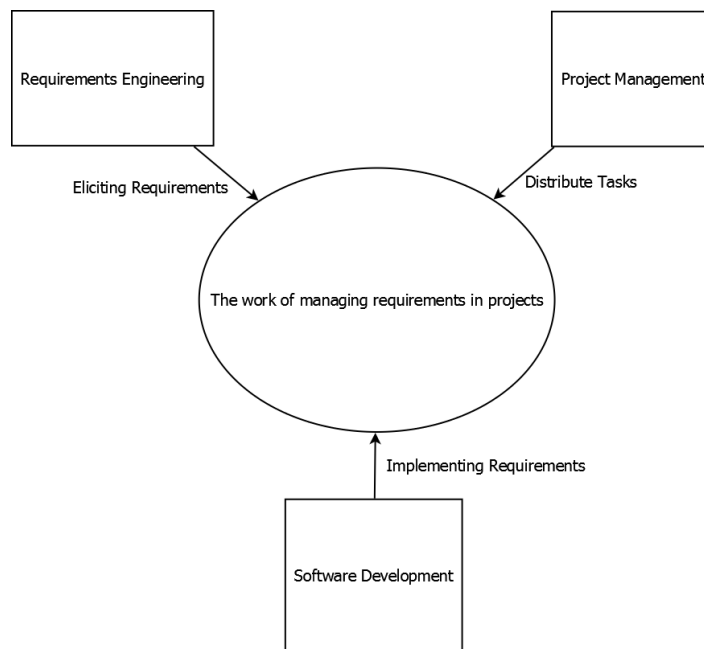 Requirements Engineering
Project Management
Eliciting Requirements
Distribute Tasks
The work of managing requirements in projects
Implementing Requirements
Software Development